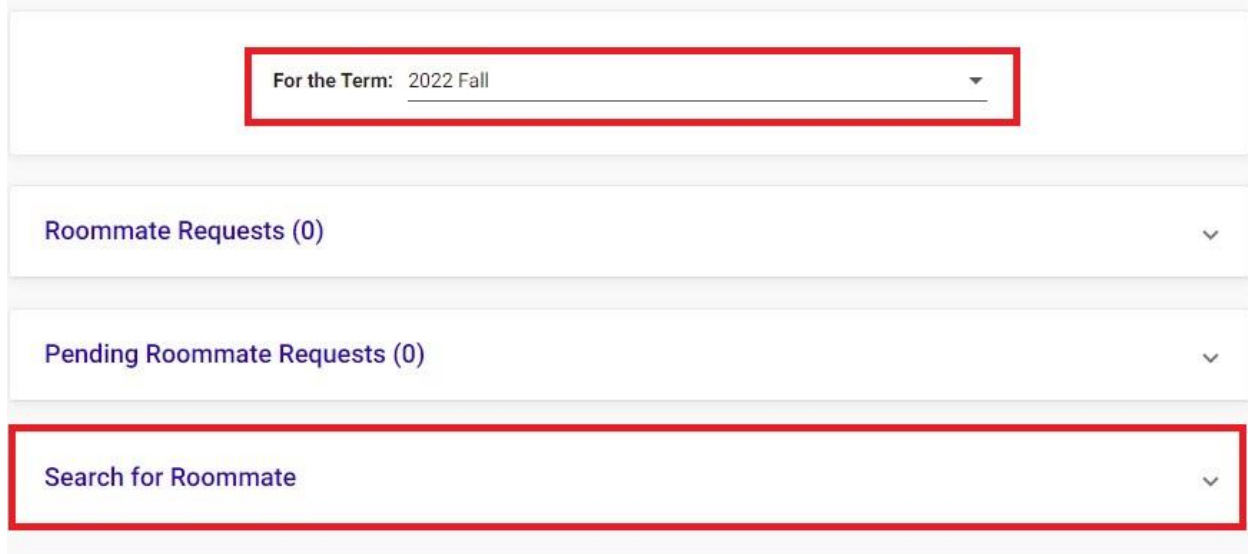 For the Term: 2022 Fall
Roommate Requests (0)
Pending Roommate Requests (0)
Search for Roommate